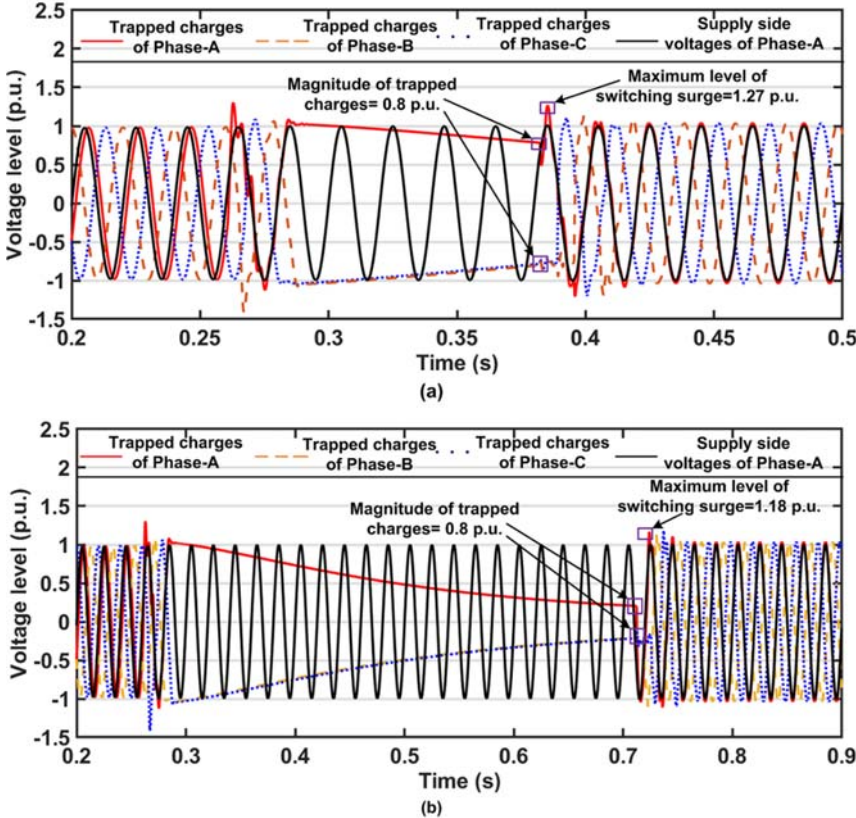 2.5
Trapped charges Trapped charges Trapped charges Supply side
of Phase-A of Phase-B of Phase-C voltages of Phase-A
2
Magnitude of trapped Maximum level of
charges= 0.8 p.u. switching surge=1.27 p.u.
1.5
1
0.5
0
-0.5
-1
-1.5
Voltage level (p.u.)
0.2 0.25 0.3 0.35 0.4 0.45 0.5
Time (s)
(a)
2.5
Trapped charges Trapped charges Trapped charges Supply side
of Phase-A of Phase-B of Phase-C voltages of Phase-A
2
Magnitude of trapped Maximum level of
charges= 0.8 p.u. switching surge=1.18 p.u.
1.5
1
0.5
0
-0.5
-1
-1.5
Voltage level (p.u.)
0.2 0.3 0.4 0.5 0.6 0.7 0.8 0.9
Time (s)
(b)